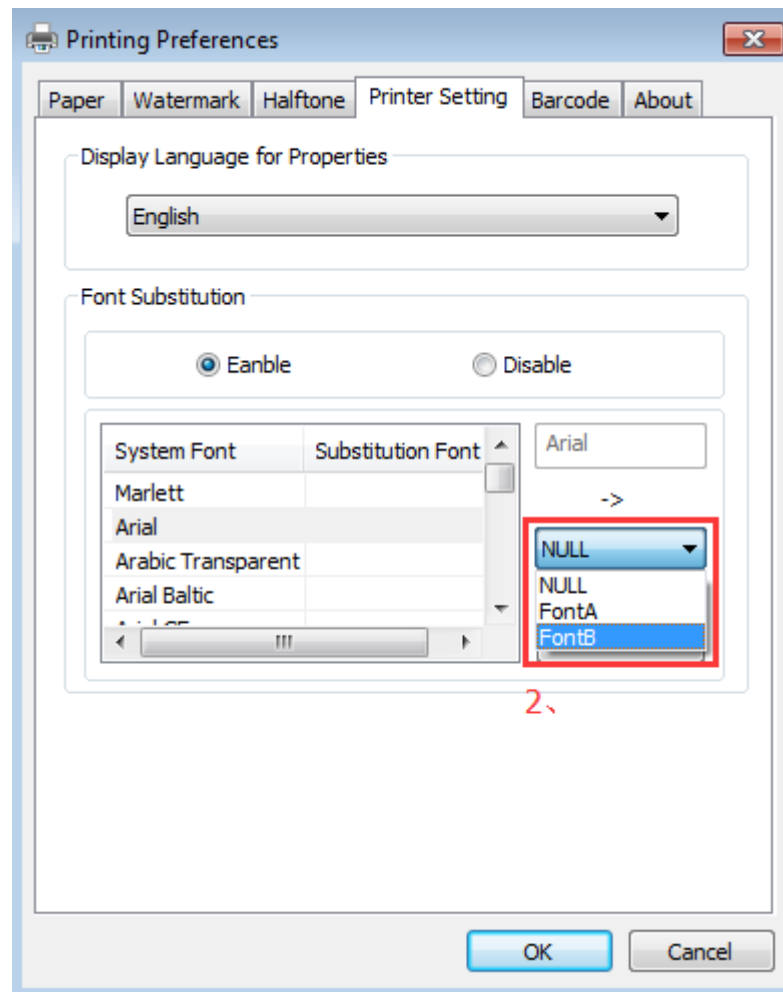 Printing Preferences
Paper Watermark Halftone Printer Setting Barcode About
Display Language for Properties
English
Font Substitution
Eanble Disable
System Font Substitution Font
Marlett
Arial
Arabic Transparent
Arial Baltic
Arial
->
NULL
NULL
FontA
FontB
2、
OK Cancel